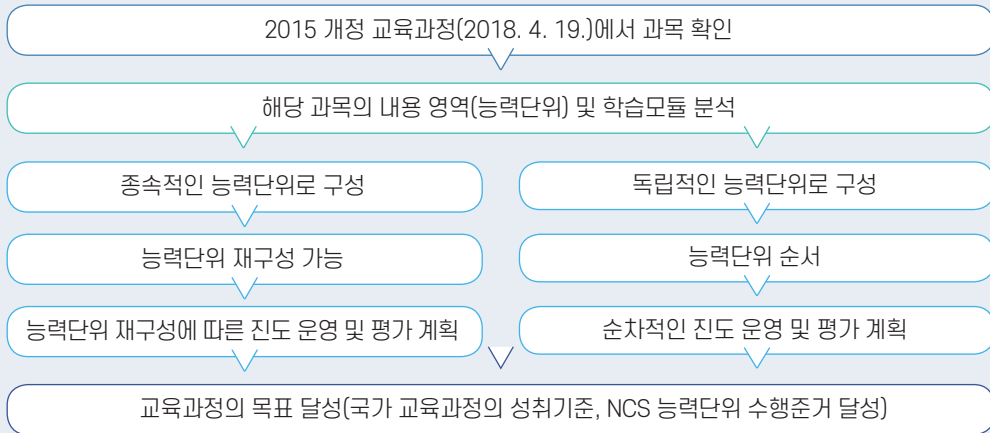 2015 개정 교육과정(2018. 4. 19.)에서 과목 확인
해당 과목의 내용 영역(능력단위) 및 학습모듈 분석
종속적인 능력단위로 구성
독립적인 능력단위로 구성
능력단위 재구성 가능
능력단위 순서
능력단위 재구성에 따른 진도 운영 및 평가 계획
순차적인 진도 운영 및 평가 계획
교육과정의 목표 달성(국가 교육과정의 성취기준, NCS 능력단위 수행준거 달성)